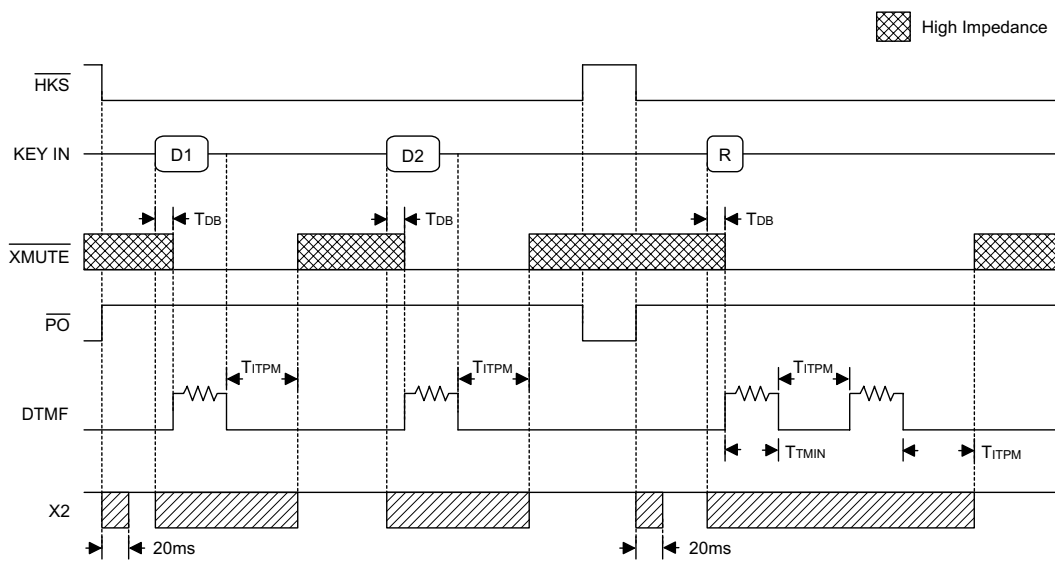 High Impedance
HKS
KEY IN
D1
D2
R
TDB
TDB
TDB
XMUTE
PO
TITPM
TITPM
TITPM
DTMF
TTMIN
TITPM
X2
20ms
20ms